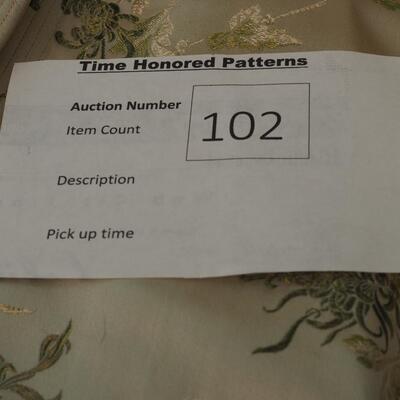 Time Honored Patterns
Auction Number
102
Item Count
Description
Pick up time